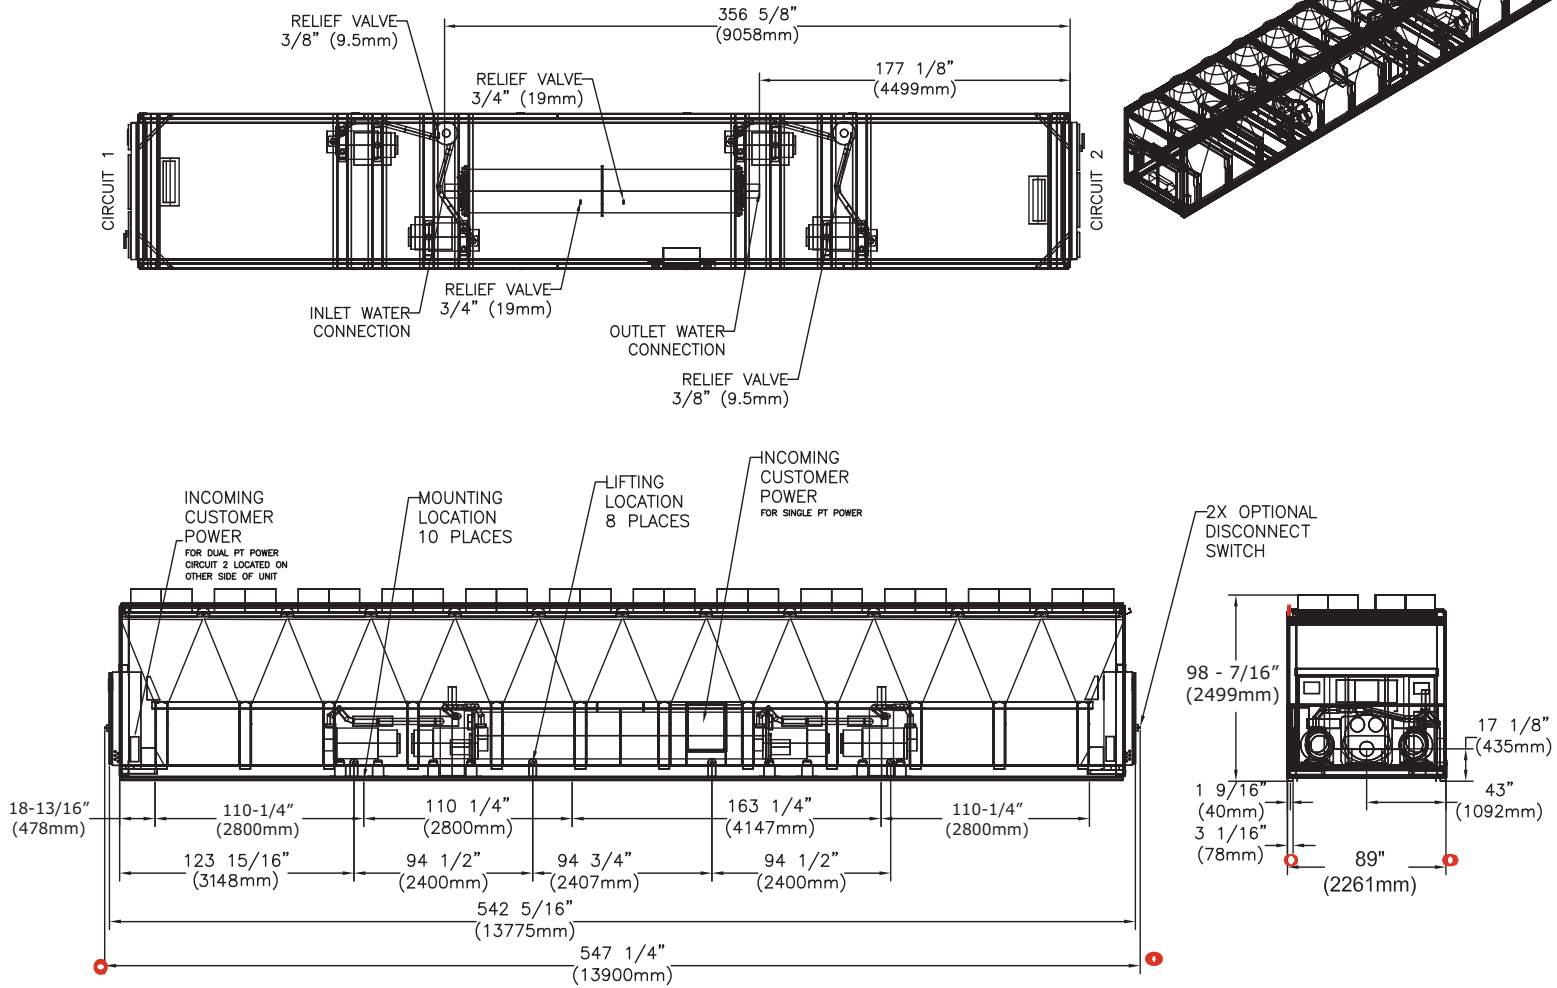 RELIEF VALVE
3/8” (9.5mm)
356 5/8”
(9058mm)
RELIEF VALVE
3/4” (19mm)
177 1/8”
(4499mm)
CIRCUIT 1
CIRCUIT 2
RELIEF VALVE
3/4” (19mm)
INLET WATER
CONNECTION
OUTLET WATER
CONNECTION
RELIEF VALVE
3/8” (9.5mm)
INCOMING
CUSTOMER
POWER
FOR DUAL PT POWER
CIRCUIT 2 LOCATED ON
OTHER SIDE OF UNIT
MOUNTING
LOCATION
10 PLACES
LIFTING
LOCATION
8 PLACES
INCOMING
CUSTOMER
POWER
FOR SINGLE PT POWER
2X OPTIONAL
DISCONNECT
SWITCH
98 - 7/16”
(2499mm)
17 1/8”
(435mm)
18-13/16”
(478mm)
110-1/4”
(2800mm)
110 1/4”
(2800mm)
163 1/4”
(4147mm)
110-1/4”
(2800mm)
1 9/16”
(40mm)
43”
(1092mm)
3 1/16”
(78mm)
123 15/16”
(3148mm)
94 1/2”
(2400mm)
94 3/4”
(2407mm)
94 1/2”
(2400mm)
89"
(2261mm)
542 5/16”
(13775mm)
547 1/4”
(13900mm)